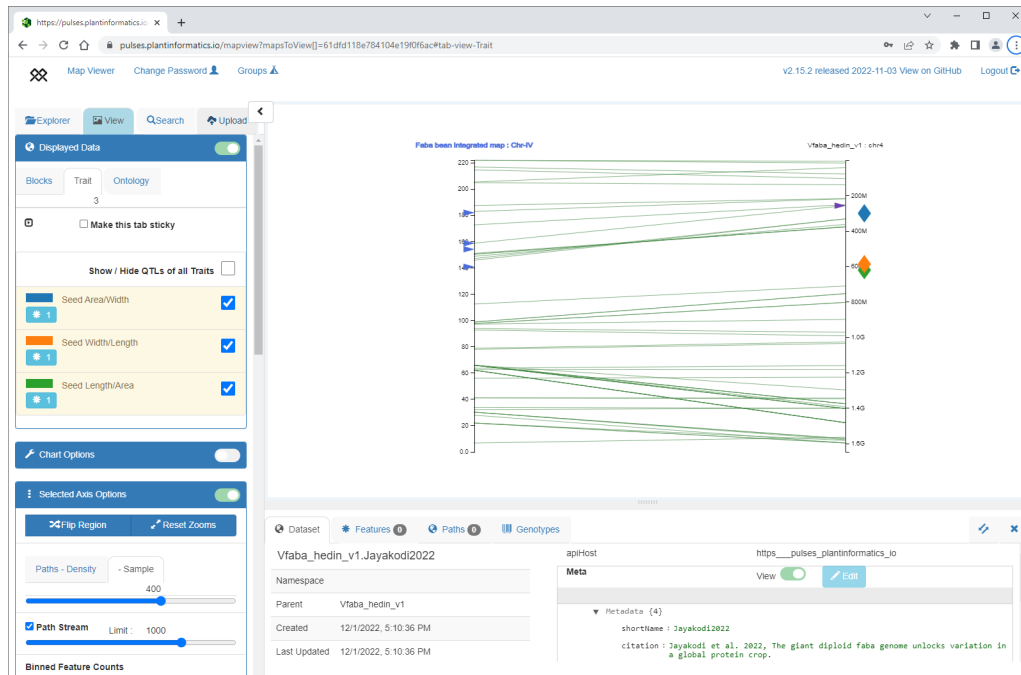 https://pulses.plantinformatics.io
pulses.plantinformatics.io/mapview?mapsToView[]=61dfd118e784104e19f0f6ac#tab-view-Trait
Map Viewer Change Password Groups v2.15.2 released 2022-11-03 View on GitHub Logout
Explorer View Search Upload
Displayed Data
Blocks Trait Ontology
3
Make this tab sticky
Show / Hide QTLs of all Traits
Seed Area/Width
1
Seed Width/Length
1
Seed Length/Area
1
Chart Options
Selected Axis Options
Flip Region Reset Zooms
Paths - Density - Sample
400
Path Stream Limit : 1000
Binned Feature Counts
Faba bean integrated map : Chr-IV Vfaba_hedin_v1 : chr4
220
200
180
160
140
120
100
80
60
40
20
0.0
200M
400M
800M
1.0G
1.2G
1.4G
1.6G
Dataset Features 0 Paths 0 Genotypes
Vfaba_hedin_v1.Jayakodi2022
Namespace
Parent Vfaba_hedin_v1
Created 12/1/2022, 5:10:36 PM
Last Updated 12/1/2022, 5:10:36 PM
apiHost https___pulses_plantinformatics_io
Meta View Edit
Metadata {4}
shortName : Jayakodi2022
citation : Jayakodi et al. 2022, The giant diploid faba genome unlocks variation in
a global protein crop.